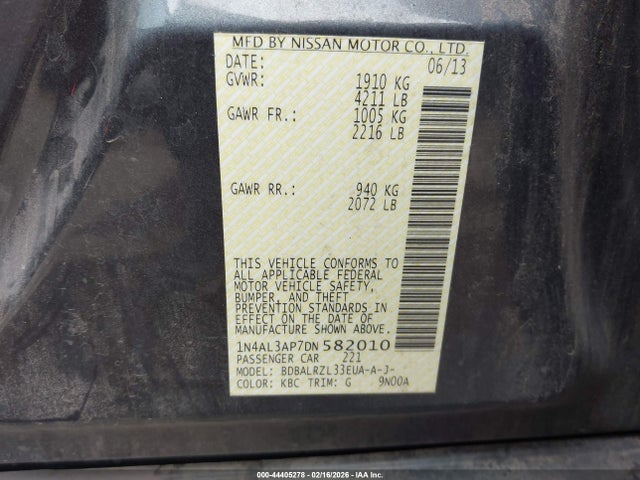 MFD BY NISSAN MOTOR CO., LTD.
DATE: 06/13
GVWR: 1910 KG
4211 LB
GAWR FR.: 1005 KG
2216 LB
GAWR RR.: 940 KG
2072 LB
THIS VEHICLE CONFORMS TO
ALL APPLICABLE FEDERAL
MOTOR VEHICLE SAFETY,
BUMPER, AND THEFT
PREVENTION STANDARDS IN
EFFECT ON THE DATE OF
MANUFACTURE SHOWN ABOVE.
1N4AL3AP7DN582010
PASSENGER CAR 221
MODEL: BDBALRZL33EUA-A-J-
COLOR: KBC TRIM: G 9N00A
000-44405278 - 02/16/2026 - IAA Inc.